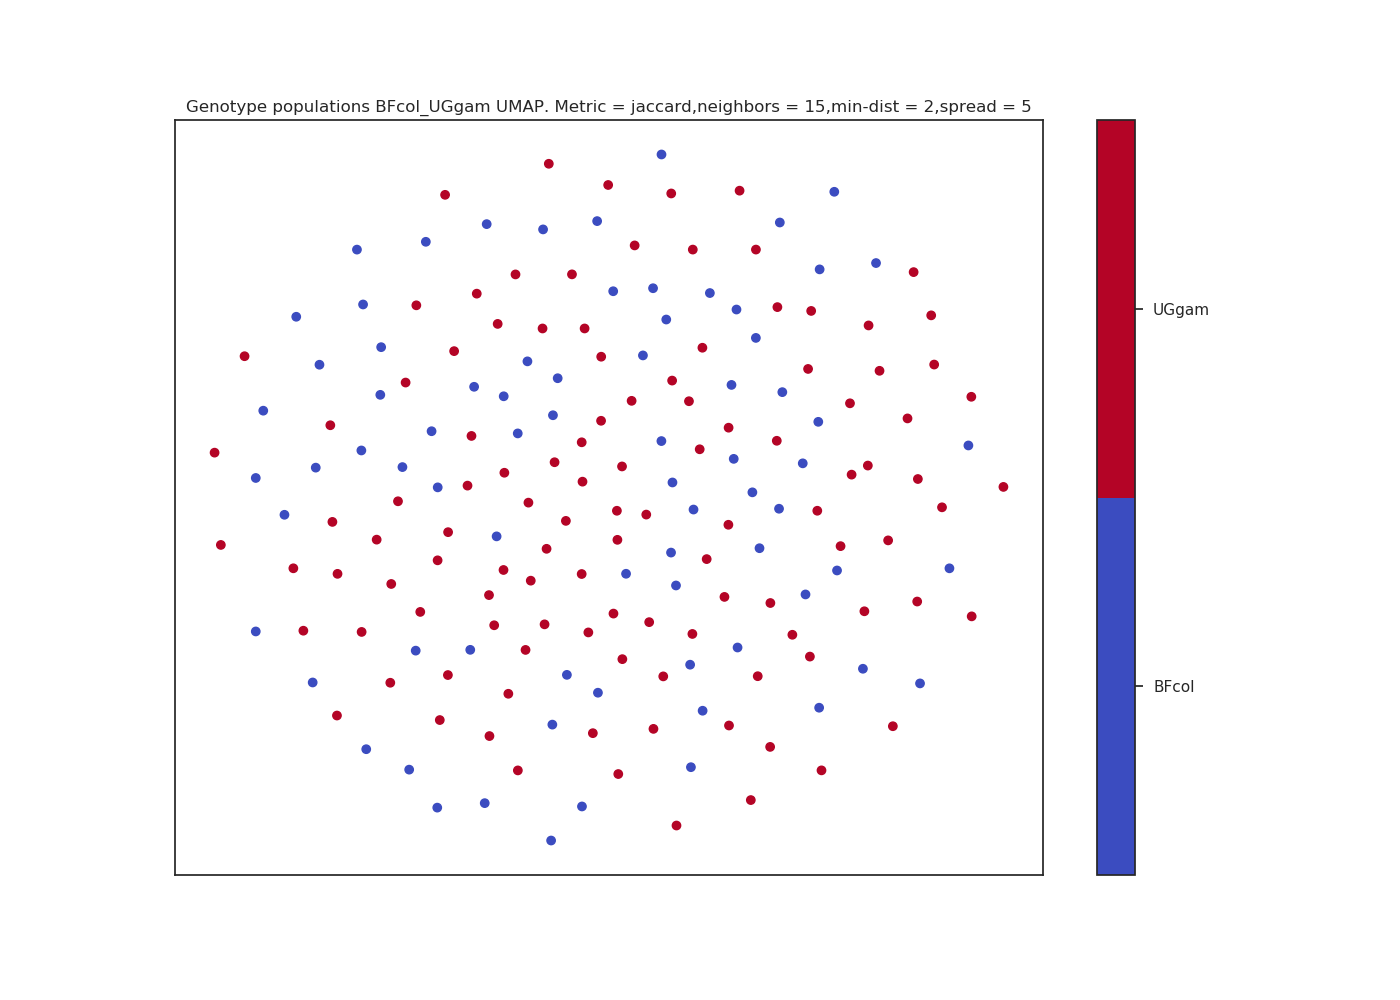 Genotype populations BFcol_UGgam UMAP. Metric = jaccard,neighbors = 15,min-dist = 2,spread = 5
UGgam
BFcol